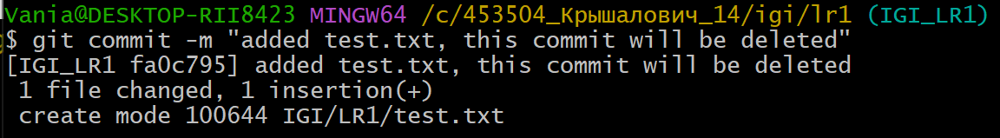 Vania@DESKTOP-RII8423 MINGW64 /c/453504_Крышалович_14/igi/lr1 (IGI_LR1)
$ git commit -m "added test.txt, this commit will be deleted"
[IGI_LR1 fa0c795] added test.txt, this commit will be deleted
 1 file changed, 1 insertion(+)
 create mode 100644 IGI/LR1/test.txt